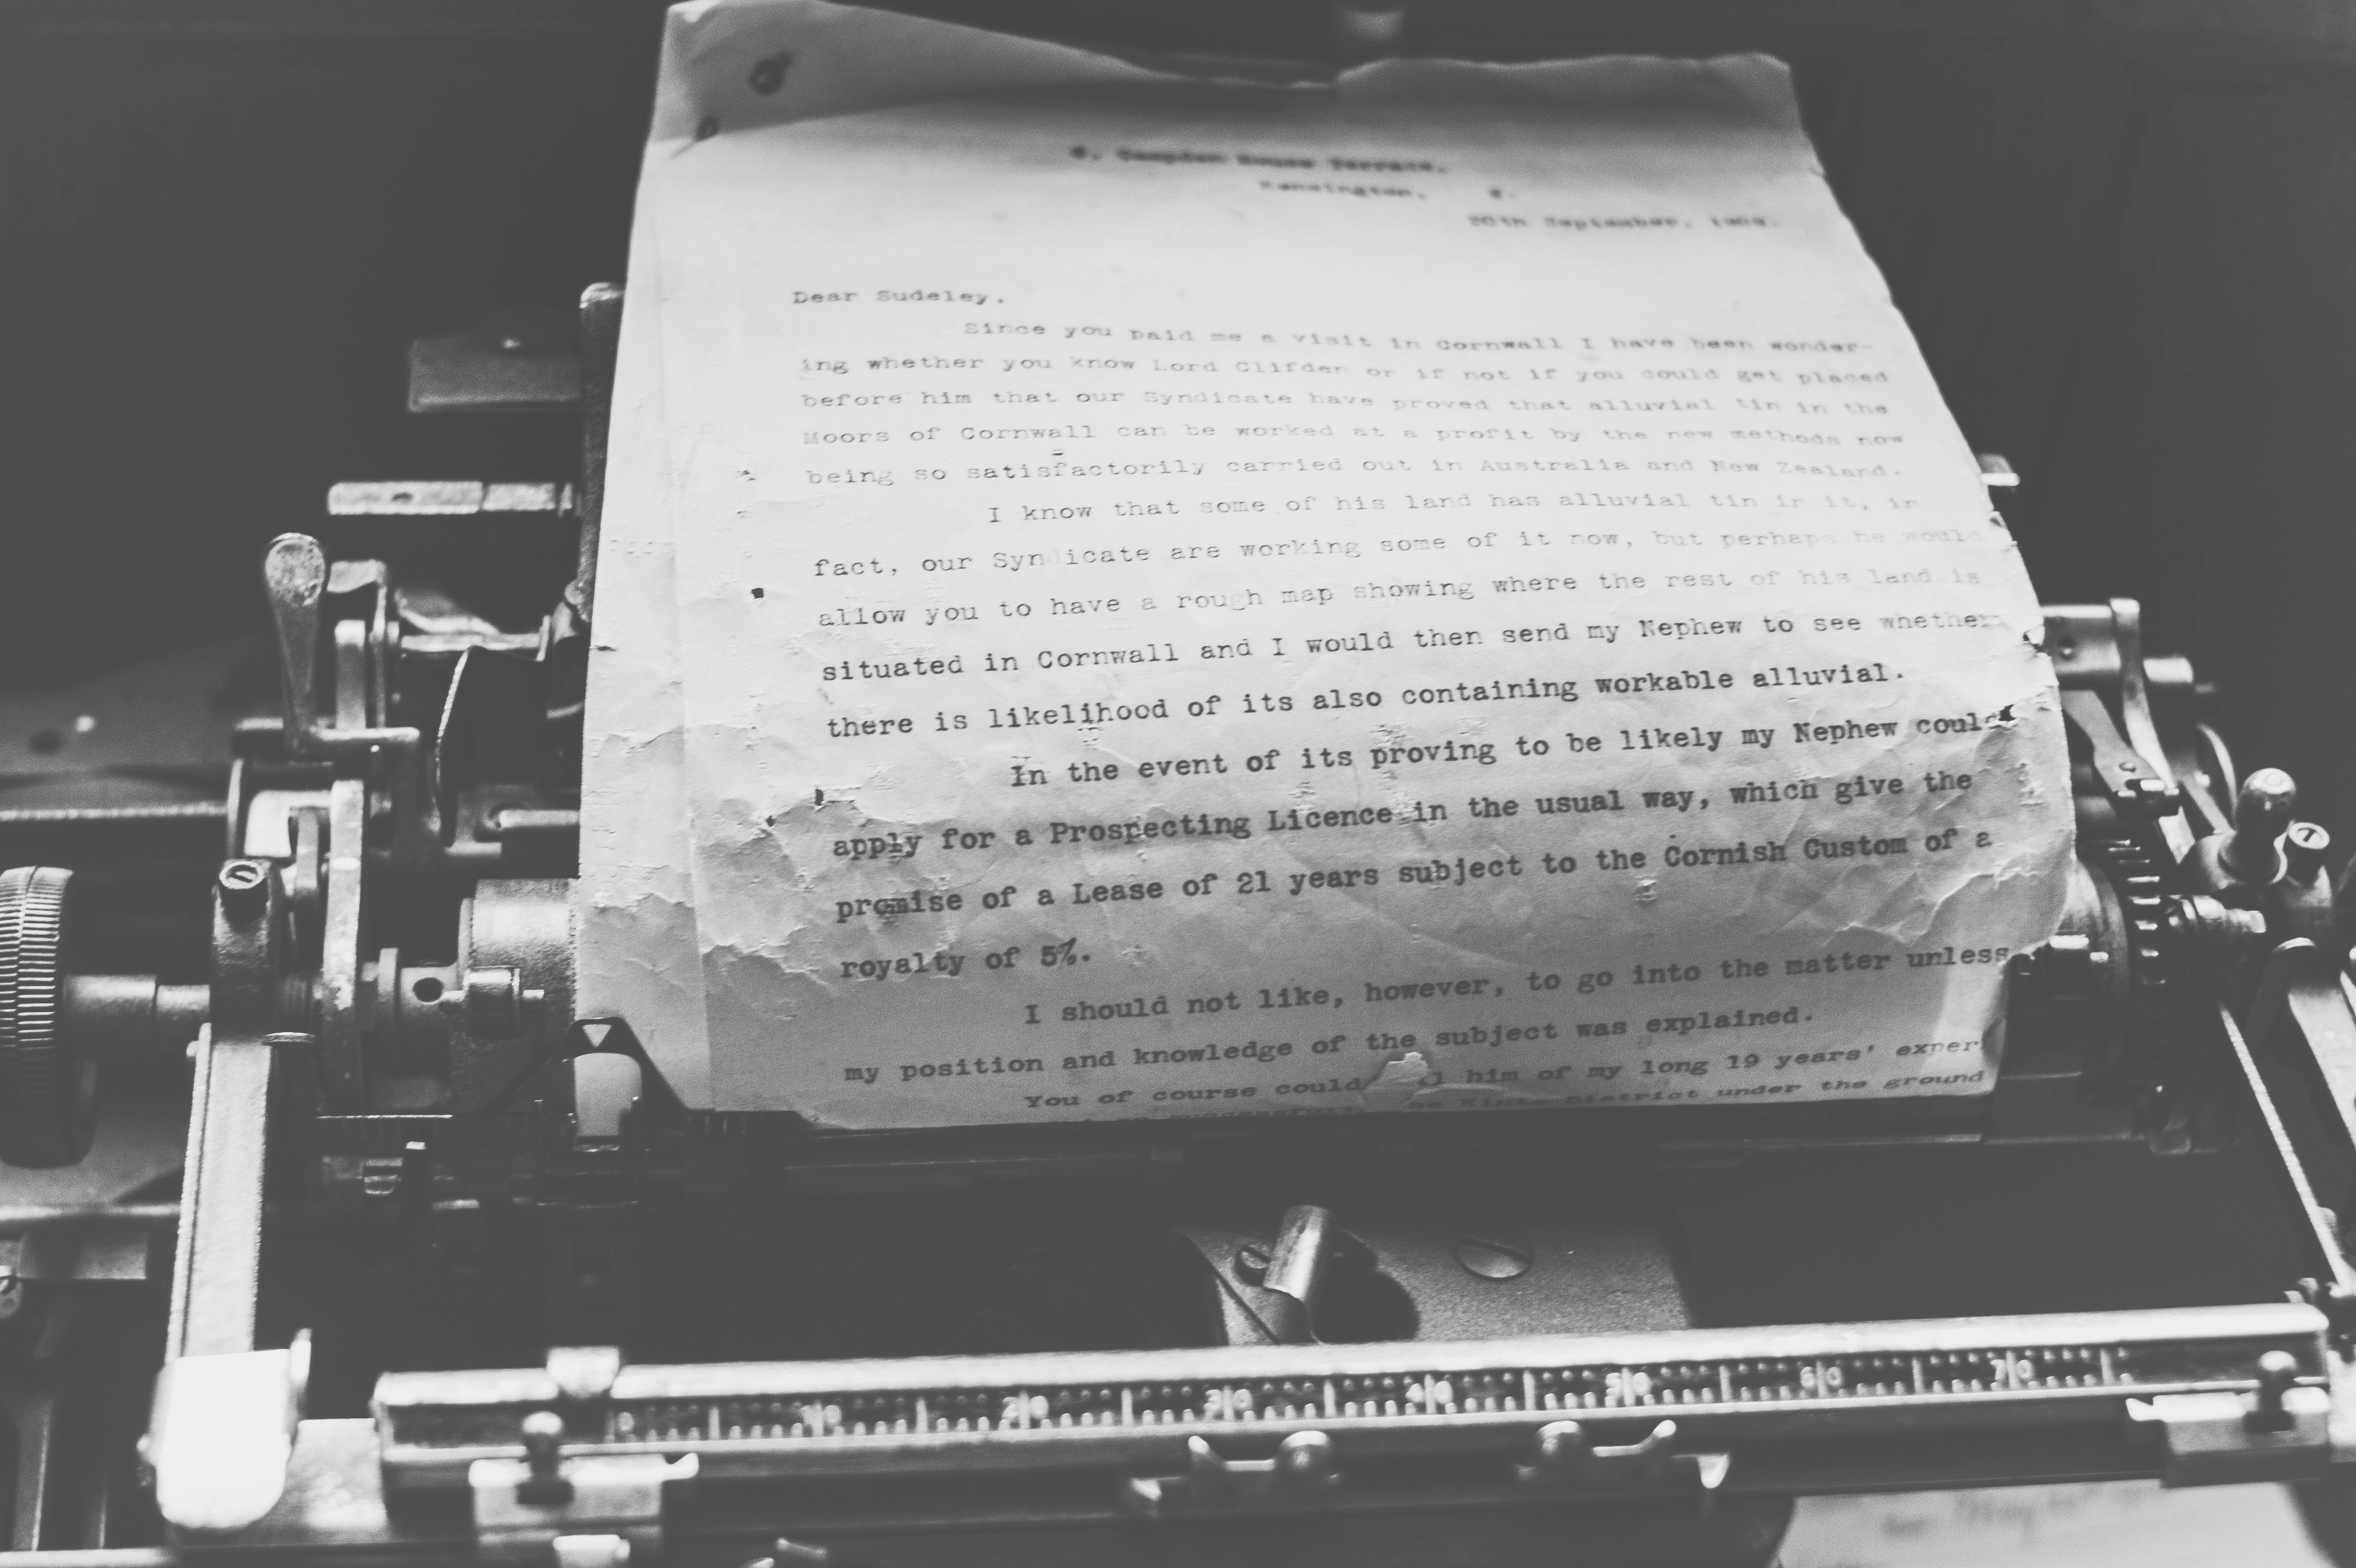 Campden House Terrace,
Kensington, W.
20th September, 1909.
Dear Sudeley.
Since you paid me a visit in Cornwall I have been wonder-
ing whether you know Lord Clifden or if not if you could get placed
before him that our Syndicate have proved that alluvial tin in the
Moors of Cornwall can be worked at a profit by the new methods now
being so satisfactorily carried out in Australia and New Zealand.
I know that some of his land has alluvial tin in it, in
fact, our Syndicate are working some of it now, but perhaps he would
allow you to have a rough map showing where the rest of his land is
situated in Cornwall and I would then send my Nephew to see whether
there is likelihood of its also containing workable alluvial.
In the event of its proving to be likely my Nephew could
apply for a Prospecting Licence in the usual way, which give the
promise of a Lease of 21 years subject to the Cornish Custom of a
royalty of 5%.
I should not like, however, to go into the matter unless
my position and knowledge of the subject was explained.
You of course could him of my long 19 years' exper
District under the ground
0 10 20 30 40 50 60 70